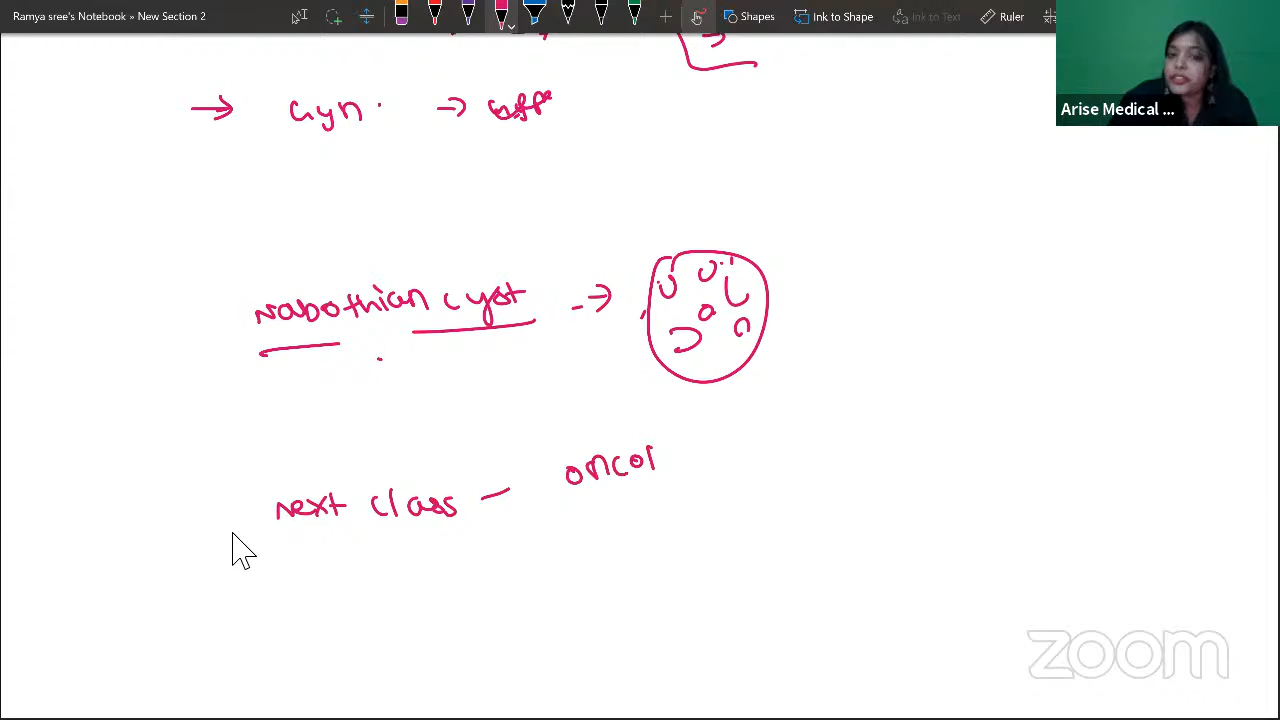 Ramya sree's Notebook » New Section 2
Shapes Ink to Shape Ink to Text Ruler
Arise Medical ...
→ Gyn. →
Nabothian cyst - →
next class - oncol
zoom